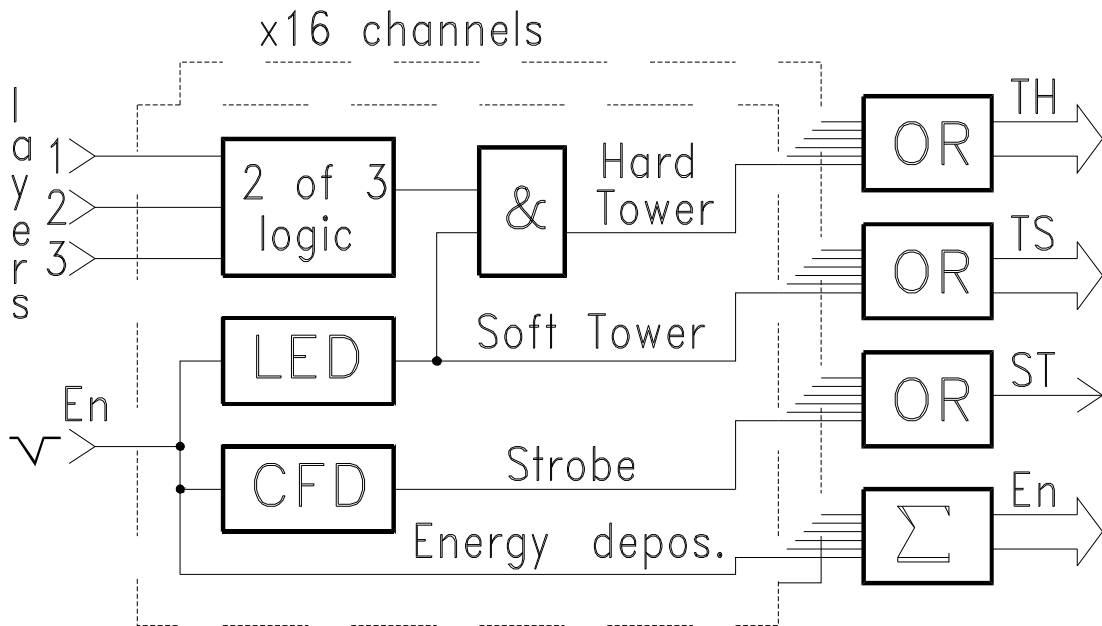 x16 channels
layers
1
2
3
2 of 3
logic
&
Hard
Tower
OR
TH
OR
TS
LED
Soft Tower
OR
ST
En
CFD
Strobe
Energy depos.
Σ
En